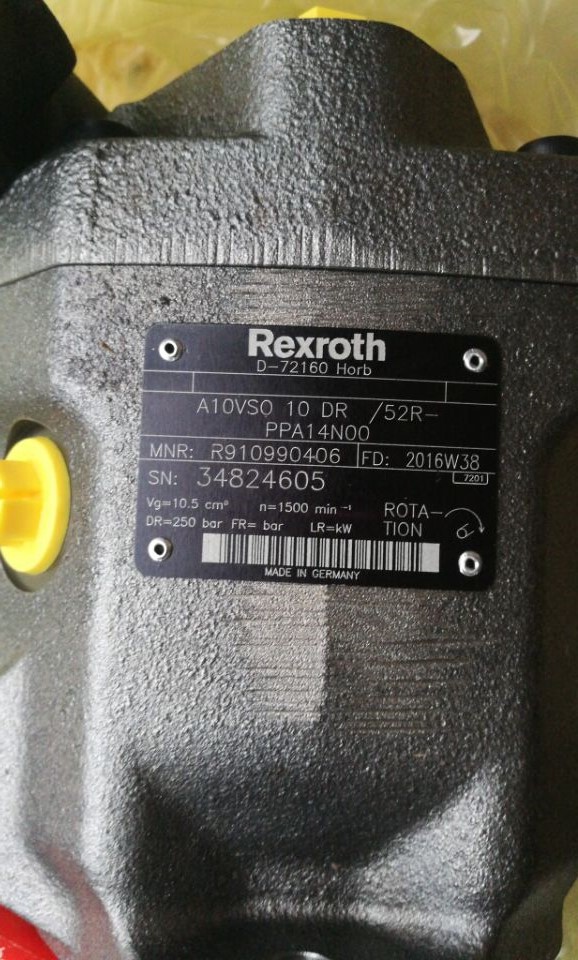 Rexroth
D-72160 Horb
A10VSO 10 DR /52R-
PPA14N00
MNR: R910990406 FD: 2016W38
SN: 34824605 7201
Vg=10.5 cm³ n=1500 min⁻¹ ROTA-
DR=250 bar FR= bar LR=kW TION
MADE IN GERMANY